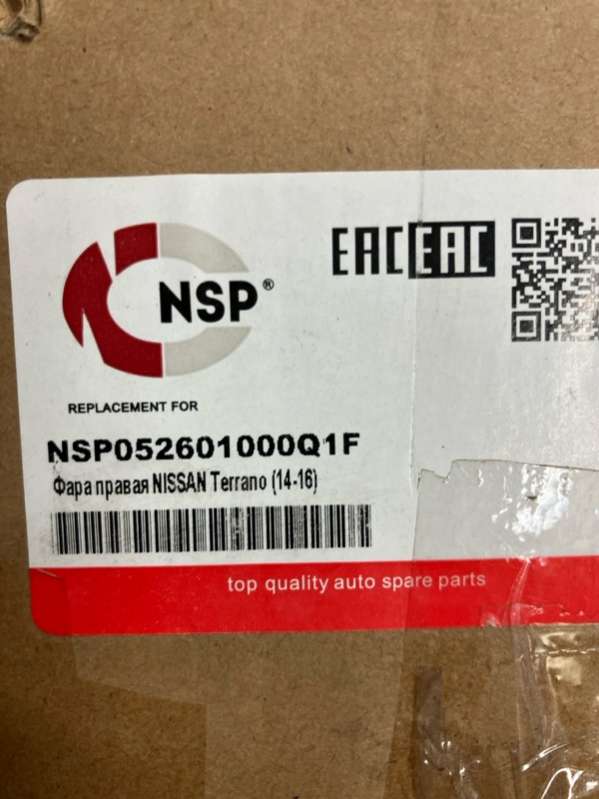 NSP®
EAC EAC
REPLACEMENT FOR
NSP052601000Q1F
Фара правая NISSAN Terrano (14-16)
top quality auto spare parts